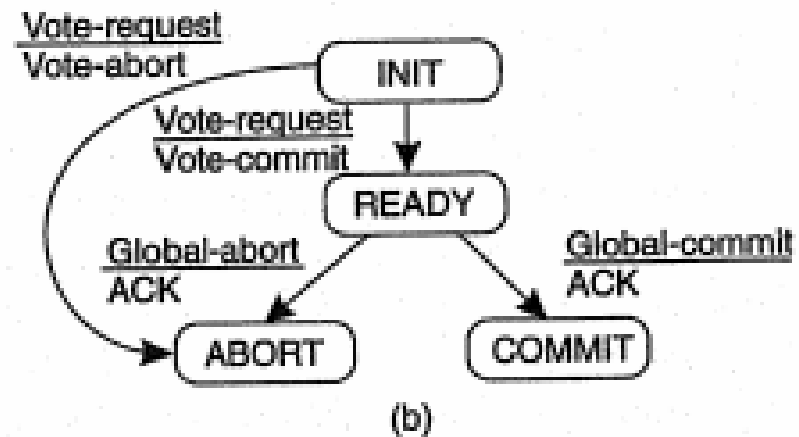 Vote-request
Vote-abort
INIT
Vote-request
Vote-commit
READY
Global-abort
ACK
Global-commit
ACK
ABORT
COMMIT
(b)